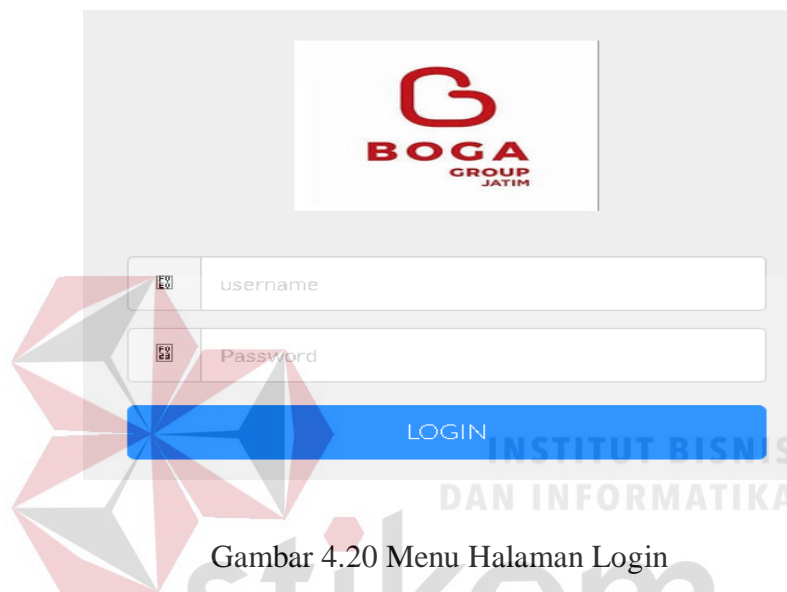 BOGA
GROUP
JATIM
username
Password
LOGIN
INSTITUT BISNIS
DAN INFORMATIKA
Gambar 4.20 Menu Halaman Login
stikom